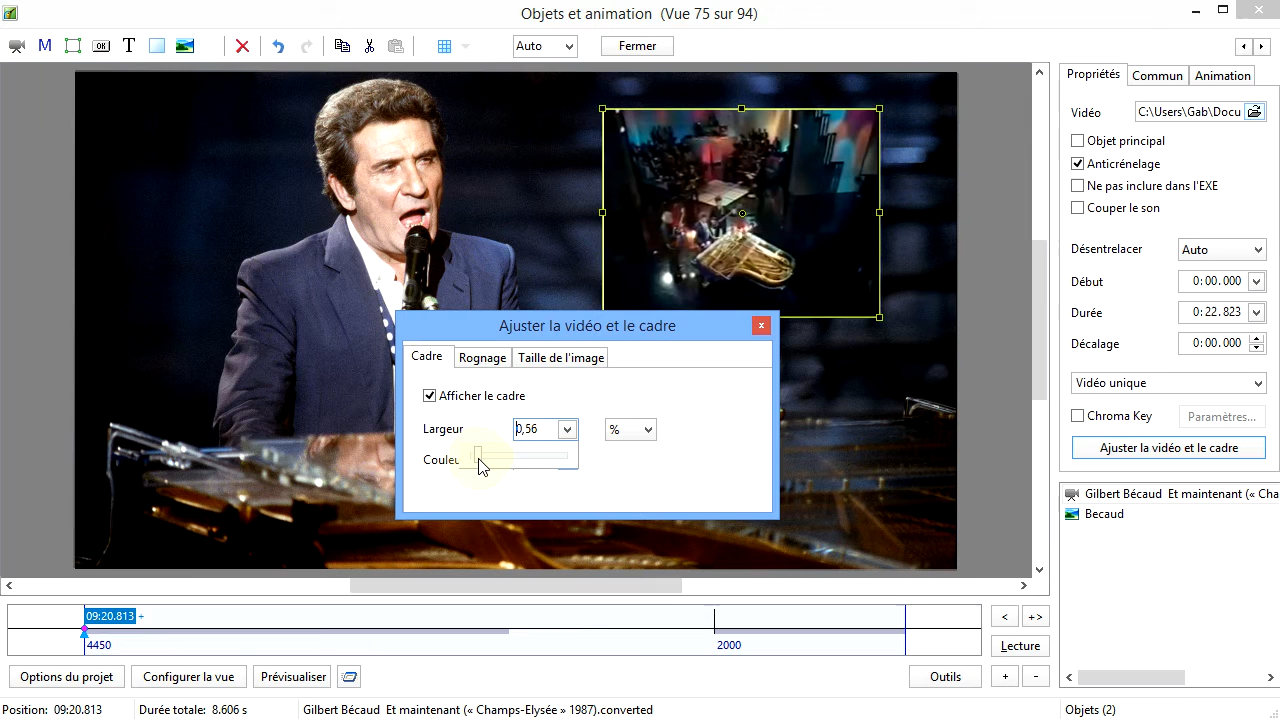 Objets et animation (Vue 75 sur 94)
M
OK
T
Auto
Fermer
Propriétés
Commun
Animation
Vidéo
C:\Users\Gab\Docu
Objet principal
Anticrénelage
Ne pas inclure dans l'EXE
Couper le son
Désentrelacer
Auto
Début
0:00.000
Durée
0:22.823
Décalage
0:00.000
Vidéo unique
Chroma Key
Paramètres...
Ajuster la vidéo et le cadre
Ajuster la vidéo et le cadre
Cadre
Rognage
Taille de l'image
Afficher le cadre
Largeur
0,56
%
Couleu
Gilbert Bécaud Et maintenant (« Cha
Becaud
09:20.813 +
4450
2000
<
+>
Lecture
Options du projet
Configurer la vue
Prévisualiser
Outils
+
-
Position: 09:20.813
Durée totale: 8.606 s
Gilbert Bécaud Et maintenant (« Champs-Elysée » 1987).converted
Objets (2)